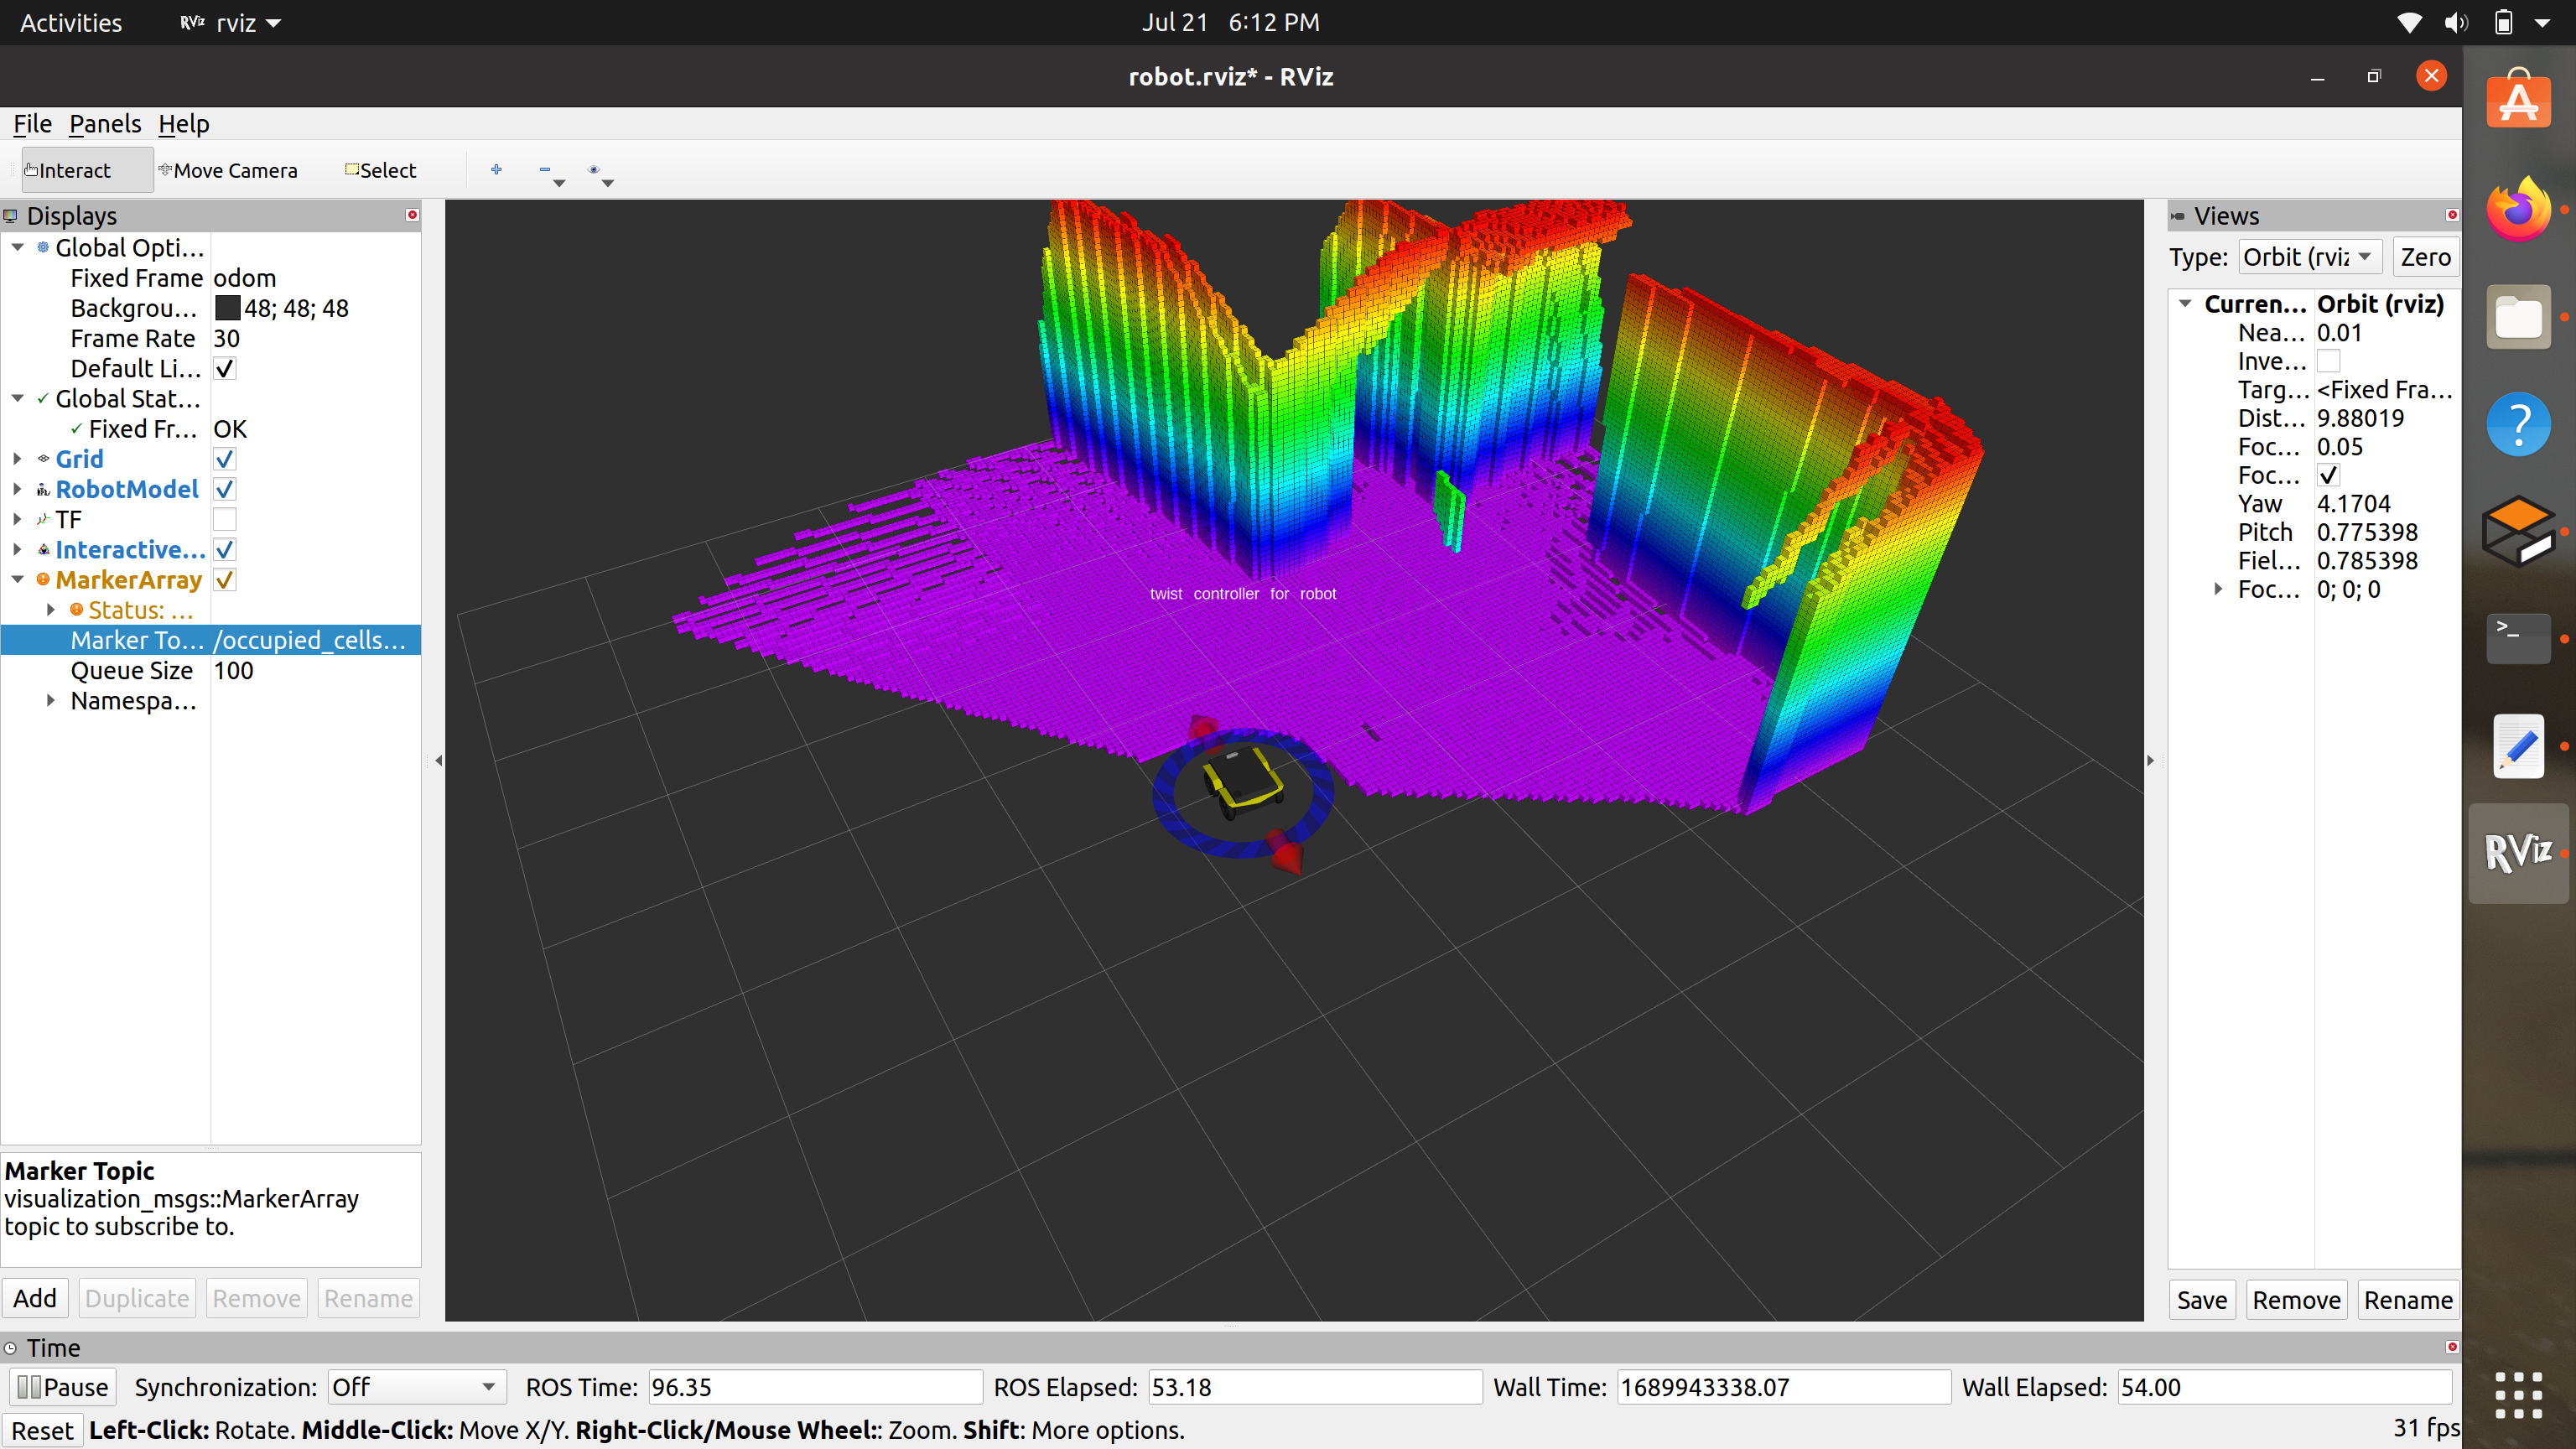 Activities
RViz rviz
Jul 21 6:12 PM
robot.rviz* - RViz
File Panels Help
Interact Move Camera Select
Displays
Global Opti...
Fixed Frame odom
Backgrou... 48; 48; 48
Frame Rate 30
Default Li...
Global Stat...
Fixed Fr... OK
Grid
RobotModel
TF
Interactive...
MarkerArray
Status: ...
Marker To... /occupied_cells...
Queue Size 100
Namespa...
Marker Topic
visualization_msgs::MarkerArray
topic to subscribe to.
Add Duplicate Remove Rename
twist controller for robot
Views
Type: Orbit (rviz Zero
Curren... Orbit (rviz)
Nea... 0.01
Inve...
Targ... <Fixed Fra...
Dist... 9.88019
Foc... 0.05
Foc...
Yaw 4.1704
Pitch 0.775398
Fiel... 0.785398
Foc... 0; 0; 0
Save Remove Rename
RViz
Time
Pause Synchronization: Off ROS Time: 96.35 ROS Elapsed: 53.18 Wall Time: 1689943338.07 Wall Elapsed: 54.00
Reset Left-Click: Rotate. Middle-Click: Move X/Y. Right-Click/Mouse Wheel:: Zoom. Shift: More options. 31 fps